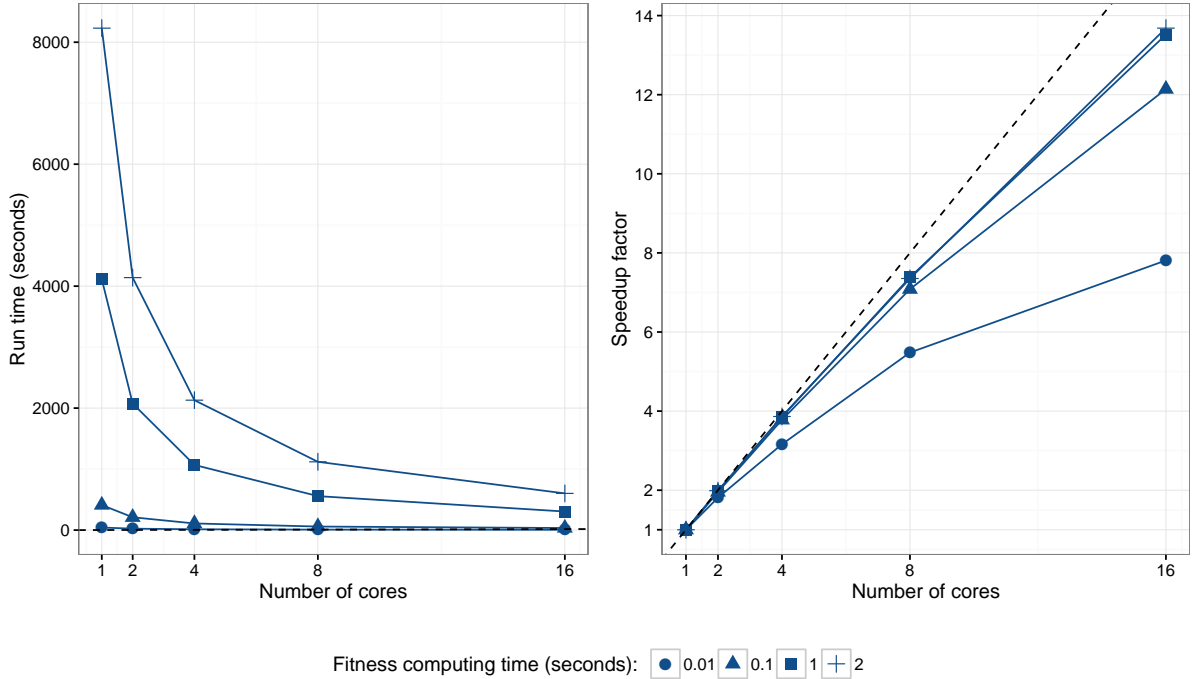 8000
6000
4000
2000
0
Run time (seconds)
1 2 4 8 16
Number of cores
14
12
10
8
6
4
2
1
Speedup factor
1 2 4 8 16
Number of cores
Fitness computing time (seconds): 0.01 0.1 1 2